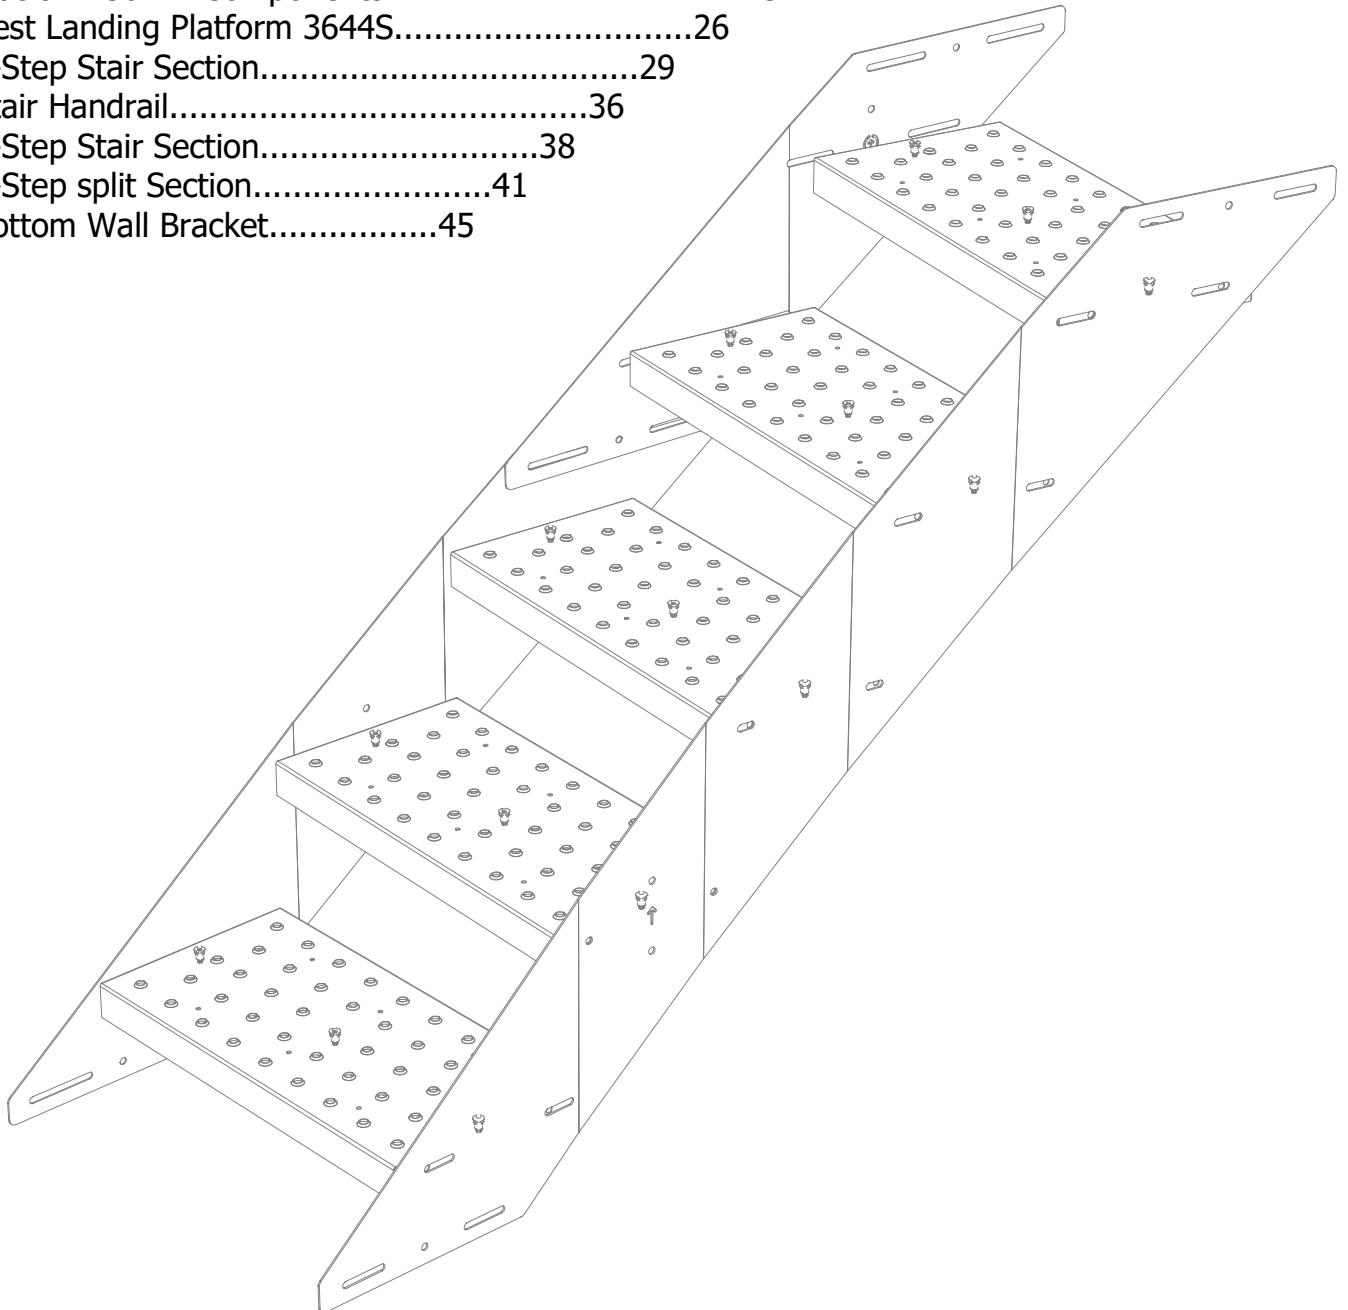 est Landing Platform 3644S..............................26
-Step Stair Section......................................29
tair Handrail..........................................36
-Step Stair Section............................38
-Step split Section........................41
ottom Wall Bracket.................45